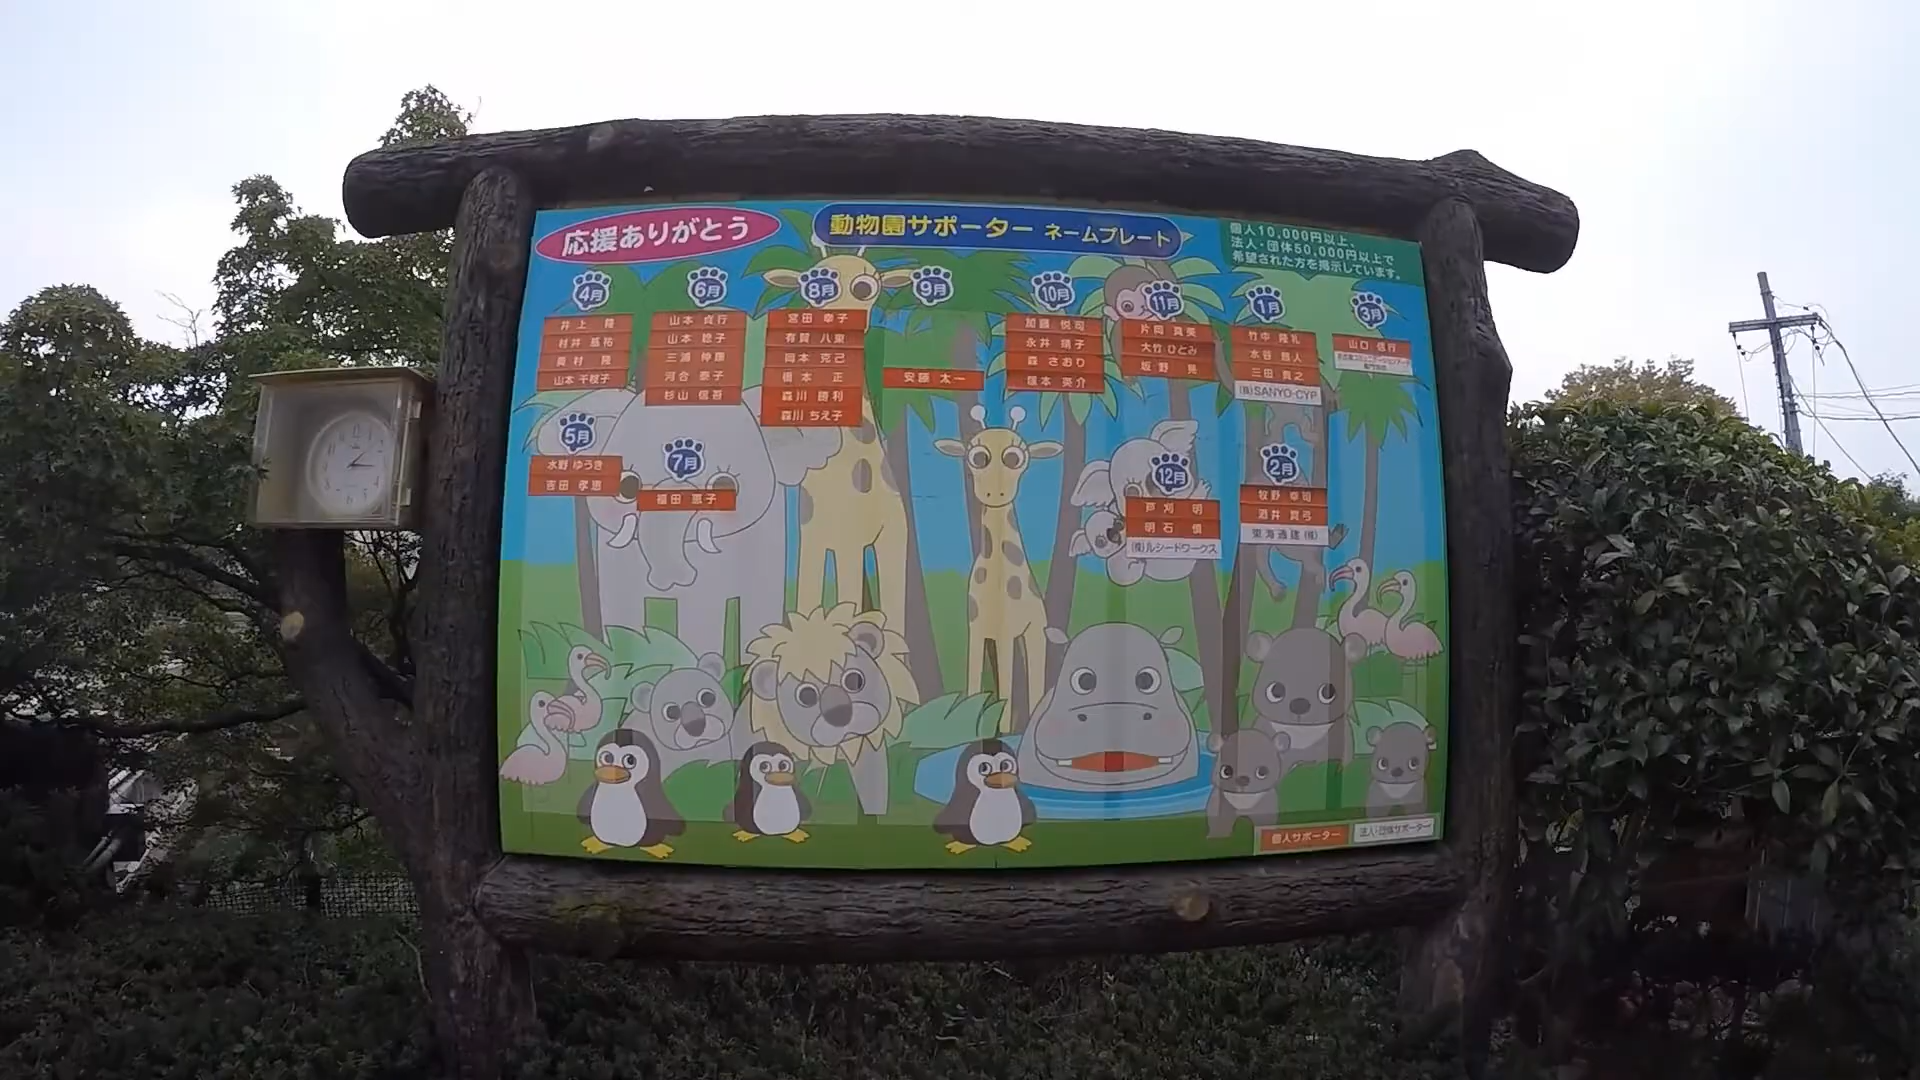 応援ありがとう
動物園サポーター ネームプレート
個人10,000円以上、
法人・団体50,000円以上で
希望された方を掲示しています。
4月
井上 隆
村井 基祐
奥村 隆
山本 千枝子
5月
水野 ゆうき
吉田 孝恵
6月
山本 貞行
山本 稔子
三浦 伸康
河合 泰子
杉山 信吾
7月
福田 恵子
8月
宮田 幸子
有賀 八重
岡本 克己
橋本 正
森川 勝利
森川 ちえ子
9月
安藤 太一
10月
加藤 悦司
永井 靖子
森 さおり
榎本 英介
11月
片岡 真美
大竹 ひとみ
坂野 晃
12月
戸刈 明
明石 慎
(株)ルシードワークス
1月
竹中 隆礼
水谷 悠人
三田 貴之
(株)SANYO-CYP
2月
牧野 幸司
酒井 真弓
東海通建(株)
3月
山口 信行
個人サポーター
法人・団体サポーター